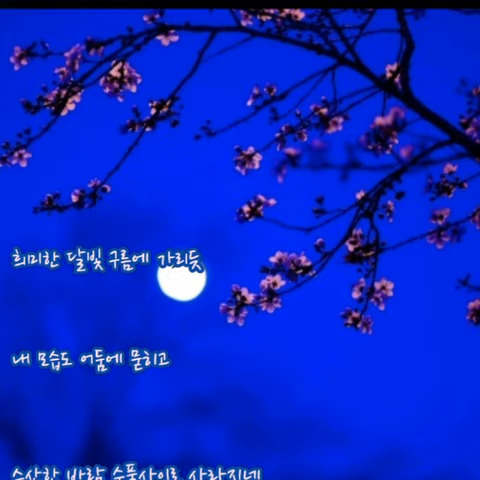 희미한 달빛 구름에 가리듯
내 모습도 어둠에 묻히고
수산한 바람 수풀사이로 사라지네